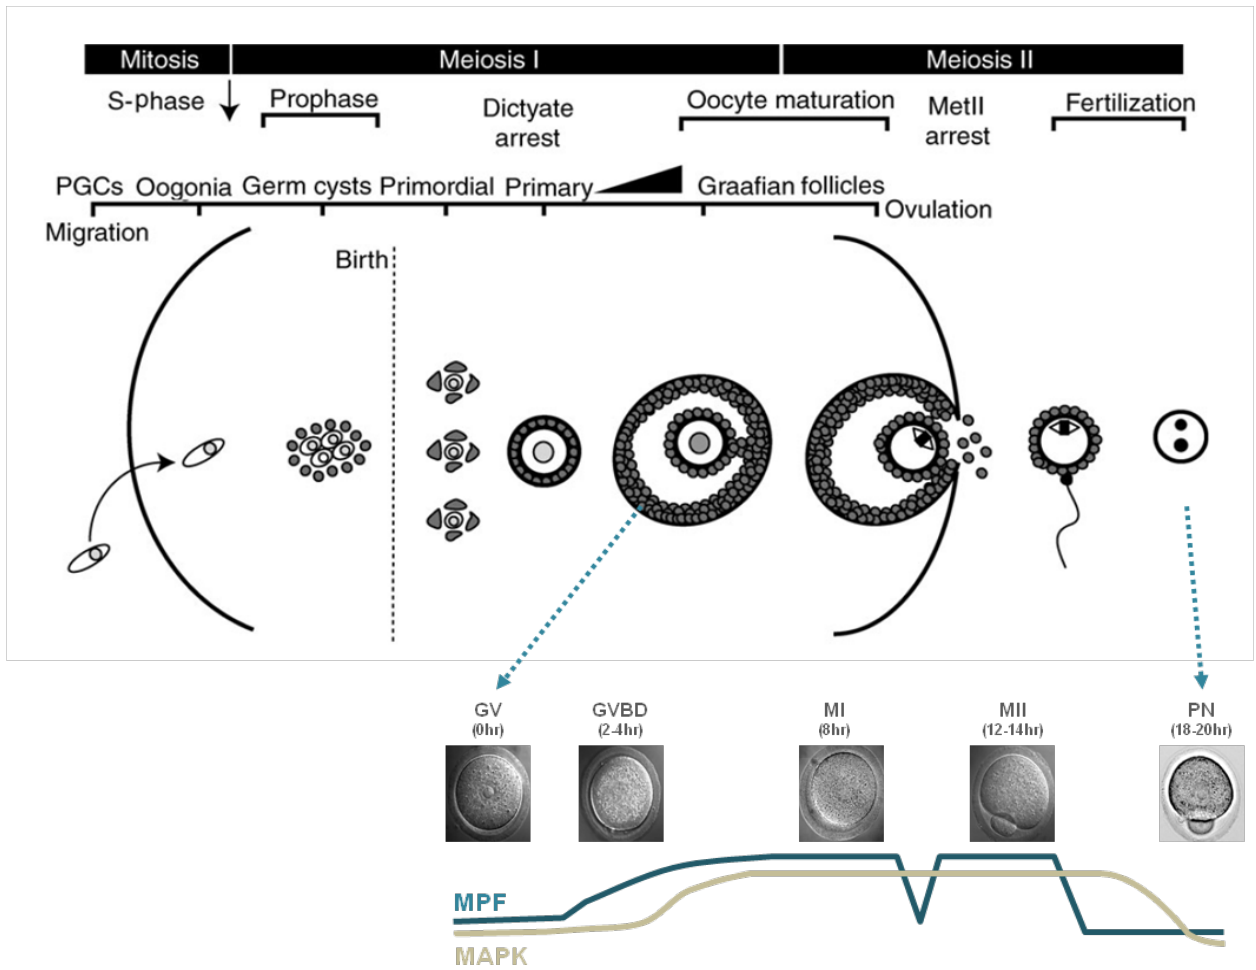 Mitosis Meiosis I Meiosis II
S-phase Prophase Dictyate arrest Oocyte maturation MetII arrest Fertilization
PGCs Oogonia Germ cysts Primordial Primary Graafian follicles
Migration Ovulation
Birth
GV GVBD MI MII PN
(0hr) (2-4hr) (8hr) (12-14hr) (18-20hr)
MPF
MAPK